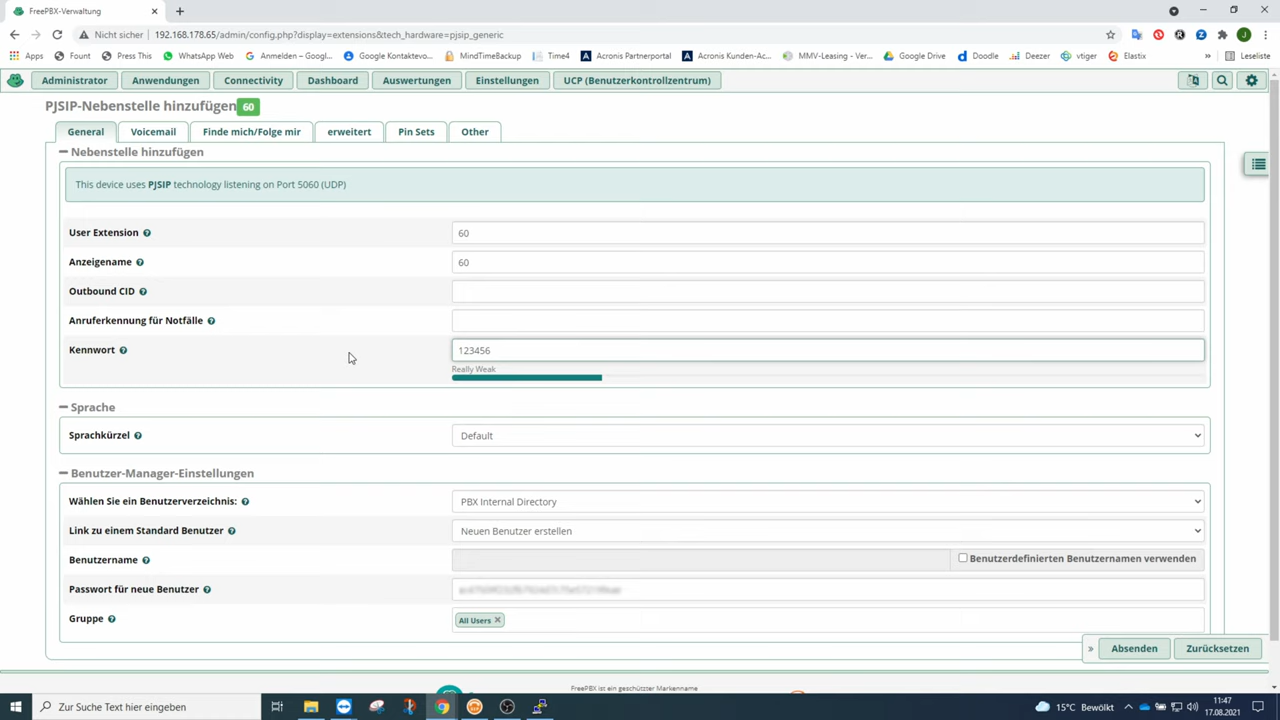 FreePBX-Verwaltung
Nicht sicher 192.168.178.65/admin/config.php?display=extensions&tech_hardware=pjsip_generic
Apps Fount Press This WhatsApp Web Anmelden – Googl... Google Kontaktevo... MindTimeBackup Time4 Acronis Partnerportal Acronis Kunden-Ac... MMV-Leasing - Ver... Google Drive Doodle Deezer vtiger Elastix » Leseliste
Administrator Anwendungen Connectivity Dashboard Auswertungen Einstellungen UCP (Benutzerkontrollzentrum)
PJSIP-Nebenstelle hinzufügen 60
General Voicemail Finde mich/Folge mir erweitert Pin Sets Other
Nebenstelle hinzufügen
This device uses PJSIP technology listening on Port 5060 (UDP)
User Extension 60
Anzeigename 60
Outbound CID
Anruferkennung für Notfälle
Kennwort 123456
Really Weak
Sprache
Sprachkürzel Default
Benutzer-Manager-Einstellungen
Wählen Sie ein Benutzerverzeichnis: PBX Internal Directory
Link zu einem Standard Benutzer Neuen Benutzer erstellen
Benutzername Benutzerdefinierten Benutzernamen verwenden
Passwort für neue Benutzer
Gruppe All Users ×
» Absenden Zurücksetzen
FreePBX ist ein geschützter Markenname
Zur Suche Text hier eingeben 15°C Bewölkt 11:47
17.08.2021